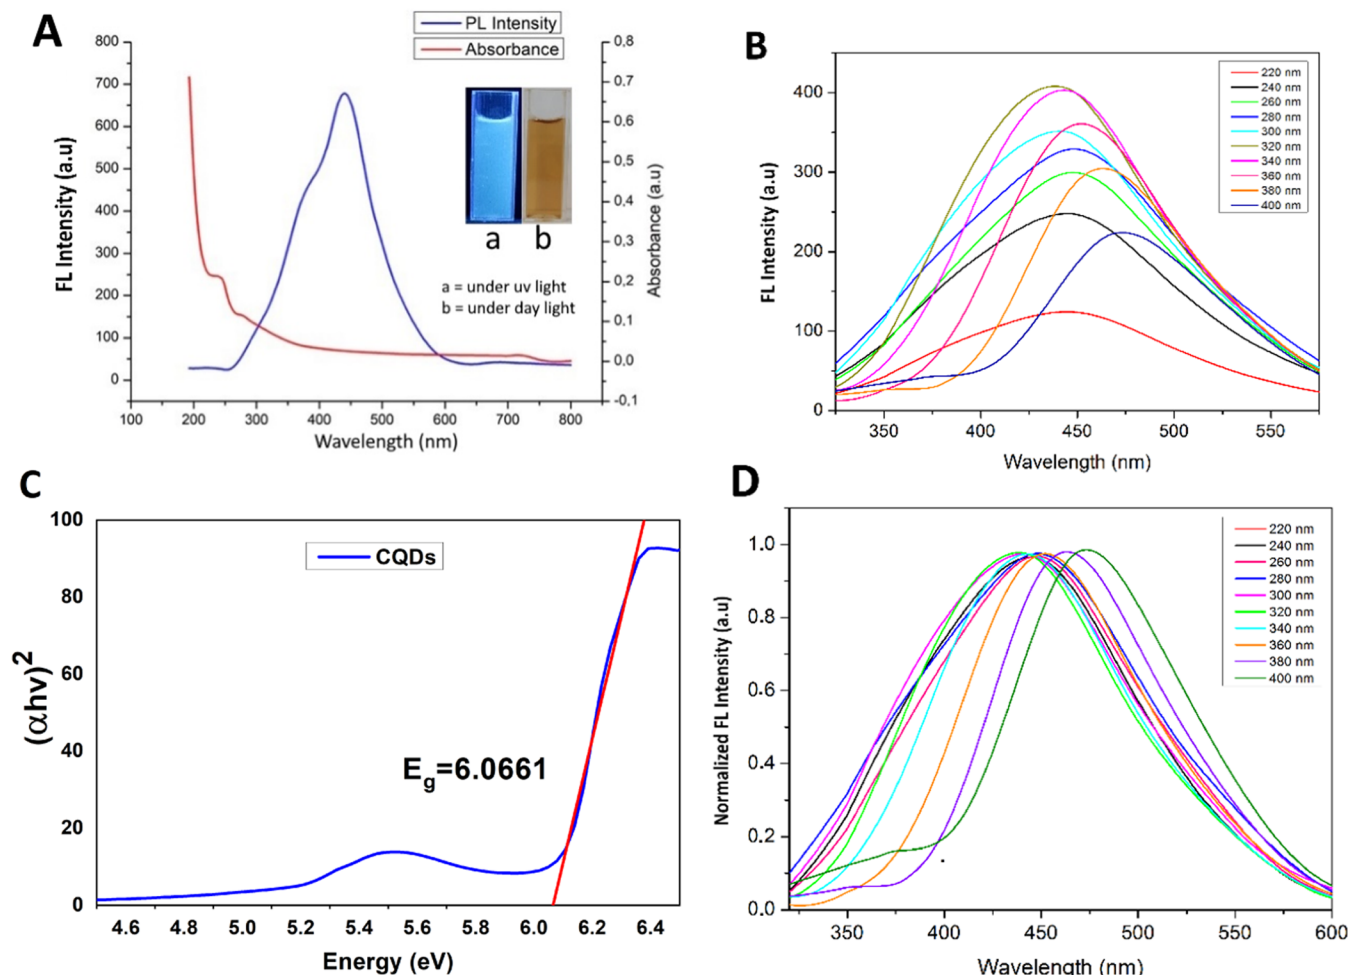 A
PL Intensity
Absorbance
800
700
600
500
400
300
200
100
0
FL Intensity (a.u)
0,8
0,7
0,6
0,5
0,4
0,3
0,2
0,1
0,0
-0,1
Absorbance (a.u)
a b
a = under uv light
b = under day light
100 200 300 400 500 600 700 800
Wavelength (nm)
B
400
300
200
100
0
FL Intensity (a.u)
220 nm
240 nm
260 nm
280 nm
300 nm
320 nm
340 nm
360 nm
380 nm
400 nm
350 400 450 500 550
Wavelength (nm)
C
100
80
60
40
20
0
(αhv)²
CQDs
Eg=6.0661
4.6 4.8 5.0 5.2 5.4 5.6 5.8 6.0 6.2 6.4
Energy (eV)
D
1.0
0.8
0.6
0.4
0.2
0.0
Normalized FL Intensity (a.u)
220 nm
240 nm
260 nm
280 nm
300 nm
320 nm
340 nm
360 nm
380 nm
400 nm
350 400 450 500 550 600
Wavelength (nm)